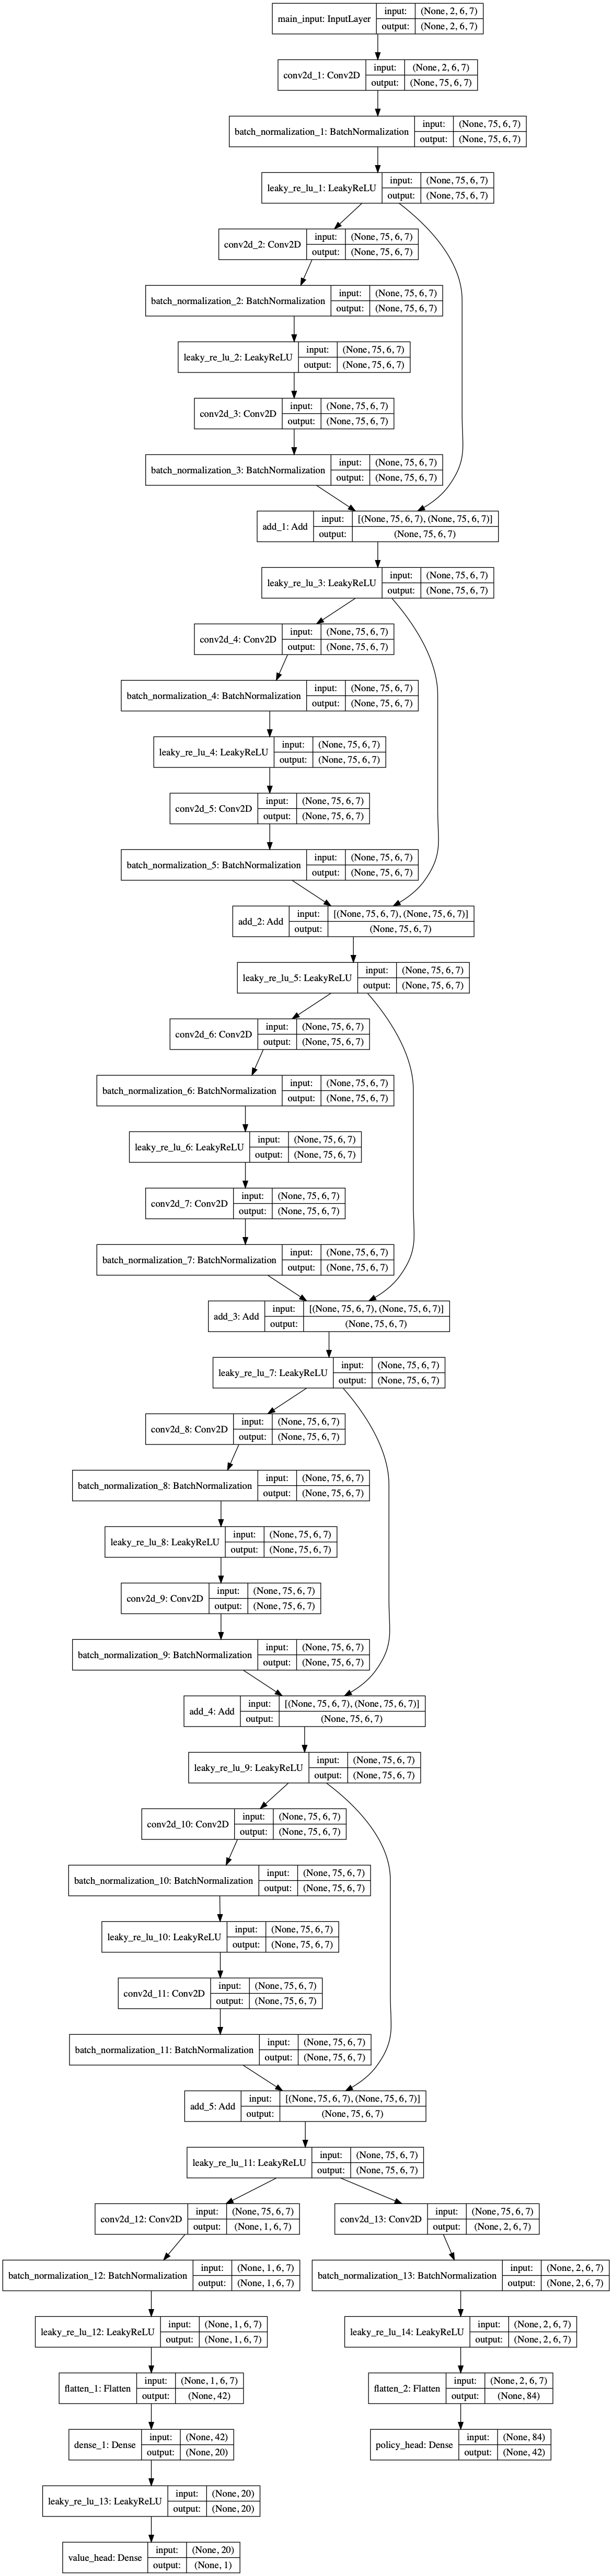 main_input: InputLayer
input: (None, 2, 6, 7)
output: (None, 2, 6, 7)
conv2d_1: Conv2D
input: (None, 2, 6, 7)
output: (None, 75, 6, 7)
batch_normalization_1: BatchNormalization
input: (None, 75, 6, 7)
output: (None, 75, 6, 7)
leaky_re_lu_1: LeakyReLU
input: (None, 75, 6, 7)
output: (None, 75, 6, 7)
conv2d_2: Conv2D
input: (None, 75, 6, 7)
output: (None, 75, 6, 7)
batch_normalization_2: BatchNormalization
input: (None, 75, 6, 7)
output: (None, 75, 6, 7)
leaky_re_lu_2: LeakyReLU
input: (None, 75, 6, 7)
output: (None, 75, 6, 7)
conv2d_3: Conv2D
input: (None, 75, 6, 7)
output: (None, 75, 6, 7)
batch_normalization_3: BatchNormalization
input: (None, 75, 6, 7)
output: (None, 75, 6, 7)
add_1: Add
input: [(None, 75, 6, 7), (None, 75, 6, 7)]
output: (None, 75, 6, 7)
leaky_re_lu_3: LeakyReLU
input: (None, 75, 6, 7)
output: (None, 75, 6, 7)
conv2d_4: Conv2D
input: (None, 75, 6, 7)
output: (None, 75, 6, 7)
batch_normalization_4: BatchNormalization
input: (None, 75, 6, 7)
output: (None, 75, 6, 7)
leaky_re_lu_4: LeakyReLU
input: (None, 75, 6, 7)
output: (None, 75, 6, 7)
conv2d_5: Conv2D
input: (None, 75, 6, 7)
output: (None, 75, 6, 7)
batch_normalization_5: BatchNormalization
input: (None, 75, 6, 7)
output: (None, 75, 6, 7)
add_2: Add
input: [(None, 75, 6, 7), (None, 75, 6, 7)]
output: (None, 75, 6, 7)
leaky_re_lu_5: LeakyReLU
input: (None, 75, 6, 7)
output: (None, 75, 6, 7)
conv2d_6: Conv2D
input: (None, 75, 6, 7)
output: (None, 75, 6, 7)
batch_normalization_6: BatchNormalization
input: (None, 75, 6, 7)
output: (None, 75, 6, 7)
leaky_re_lu_6: LeakyReLU
input: (None, 75, 6, 7)
output: (None, 75, 6, 7)
conv2d_7: Conv2D
input: (None, 75, 6, 7)
output: (None, 75, 6, 7)
batch_normalization_7: BatchNormalization
input: (None, 75, 6, 7)
output: (None, 75, 6, 7)
add_3: Add
input: [(None, 75, 6, 7), (None, 75, 6, 7)]
output: (None, 75, 6, 7)
leaky_re_lu_7: LeakyReLU
input: (None, 75, 6, 7)
output: (None, 75, 6, 7)
conv2d_8: Conv2D
input: (None, 75, 6, 7)
output: (None, 75, 6, 7)
batch_normalization_8: BatchNormalization
input: (None, 75, 6, 7)
output: (None, 75, 6, 7)
leaky_re_lu_8: LeakyReLU
input: (None, 75, 6, 7)
output: (None, 75, 6, 7)
conv2d_9: Conv2D
input: (None, 75, 6, 7)
output: (None, 75, 6, 7)
batch_normalization_9: BatchNormalization
input: (None, 75, 6, 7)
output: (None, 75, 6, 7)
add_4: Add
input: [(None, 75, 6, 7), (None, 75, 6, 7)]
output: (None, 75, 6, 7)
leaky_re_lu_9: LeakyReLU
input: (None, 75, 6, 7)
output: (None, 75, 6, 7)
conv2d_10: Conv2D
input: (None, 75, 6, 7)
output: (None, 75, 6, 7)
batch_normalization_10: BatchNormalization
input: (None, 75, 6, 7)
output: (None, 75, 6, 7)
leaky_re_lu_10: LeakyReLU
input: (None, 75, 6, 7)
output: (None, 75, 6, 7)
conv2d_11: Conv2D
input: (None, 75, 6, 7)
output: (None, 75, 6, 7)
batch_normalization_11: BatchNormalization
input: (None, 75, 6, 7)
output: (None, 75, 6, 7)
add_5: Add
input: [(None, 75, 6, 7), (None, 75, 6, 7)]
output: (None, 75, 6, 7)
leaky_re_lu_11: LeakyReLU
input: (None, 75, 6, 7)
output: (None, 75, 6, 7)
conv2d_12: Conv2D
input: (None, 75, 6, 7)
output: (None, 1, 6, 7)
conv2d_13: Conv2D
input: (None, 75, 6, 7)
output: (None, 2, 6, 7)
batch_normalization_12: BatchNormalization
input: (None, 1, 6, 7)
output: (None, 1, 6, 7)
batch_normalization_13: BatchNormalization
input: (None, 2, 6, 7)
output: (None, 2, 6, 7)
leaky_re_lu_12: LeakyReLU
input: (None, 1, 6, 7)
output: (None, 1, 6, 7)
leaky_re_lu_14: LeakyReLU
input: (None, 2, 6, 7)
output: (None, 2, 6, 7)
flatten_1: Flatten
input: (None, 1, 6, 7)
output: (None, 42)
flatten_2: Flatten
input: (None, 2, 6, 7)
output: (None, 84)
dense_1: Dense
input: (None, 42)
output: (None, 20)
policy_head: Dense
input: (None, 84)
output: (None, 42)
leaky_re_lu_13: LeakyReLU
input: (None, 20)
output: (None, 20)
value_head: Dense
input: (None, 20)
output: (None, 1)